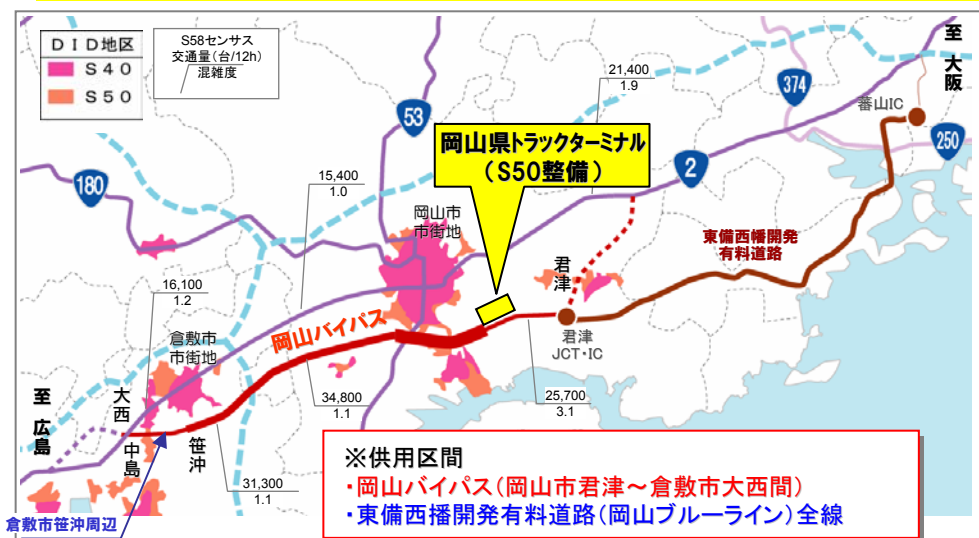 DID地区
S40
S50
S58センサス
交通量(台/12h)
混雑度
53
岡山県トラックターミナル
(S50整備)
21,400
1.9
374
至
大阪
蕃山IC
250
2
180
15,400
1.0
岡山市
市街地
東備西幡開発
有料道路
君津
君津
JCT・IC
16,100
1.2
倉敷市
市街地
岡山バイパス
34,800
1.1
25,700
3.1
至
広島
大西
中島
笹沖
31,300
1.1
倉敷市笹沖周辺
※供用区間
・岡山バイパス(岡山市君津~倉敷市大西間)
・東備西播開発有料道路(岡山ブルーライン)全線